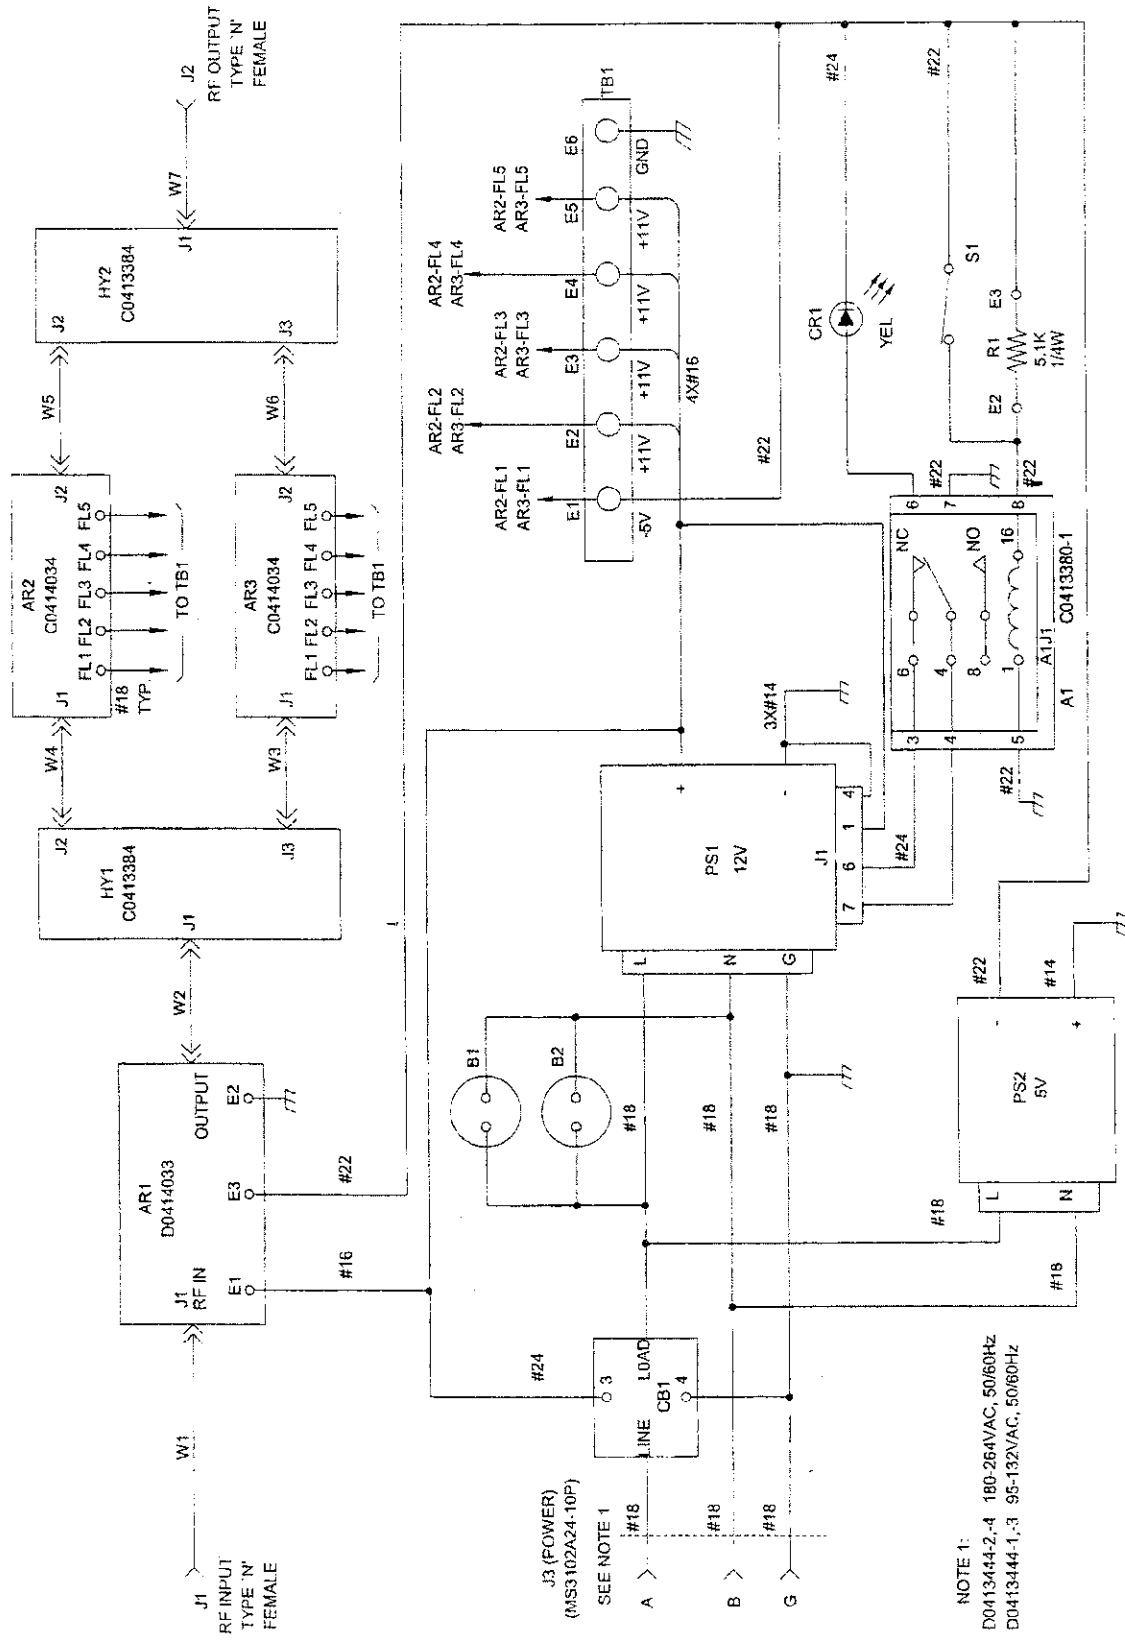 J1
RF INPUT
TYPE 'N'
FEMALE
W1
J1
RF IN
AR1
D0414033
OUTPUT
E1
E3
E2
#16
#22
W2
J1
HY1
C0413384
J2
J3
W4
W3
J1
AR2
C0414034
J2
FL1 FL2 FL3 FL4 FL5
#18
TYP.
TO TB1
J1
AR3
C0414034
J2
FL1 FL2 FL3 FL4 FL5
TO TB1
W5
W6
J2
J3
HY2
C0413384
J1
W7
J2
RF OUTPUT
TYPE 'N'
FEMALE
AR2-FL1
AR3-FL1
AR2-FL2
AR3-FL2
AR2-FL3
AR3-FL3
AR2-FL4
AR3-FL4
AR2-FL5
AR3-FL5
E1
E2
E3
E4
E5
E6
TB1
-5V
+11V
+11V
+11V
+11V
GND
4X#16
#22
#24
3
LINE
LOAD
CB1
4
J3 (POWER)
(MS3102A24-10P)
SEE NOTE 1
A
B
G
#18
#18
#18
B1
B2
#18
#18
#18
L
N
G
PS1
12V
+
-
J1
7
6
1
4
3X#14
#24
L
N
PS2
5V
-
+
#18
#18
#22
#14
3
4
5
#22
6
4
8
1
NC
NO
16
6
7
8
A1J1
A1
C0413380-1
#22
#22
CR1
YEL
#24
S1
#22
E2
R1
5.1K
1/4W
E3
NOTE 1:
D0413444-2,-4 180-264VAC, 50/60Hz
D0413444-1,-3 95-132VAC, 50/60Hz